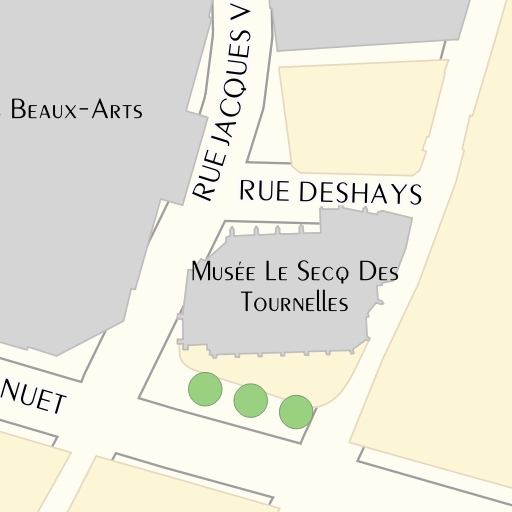 Beaux-Arts
RUE JACQUES V
RUE DESHAYS
Musée Le Secq Des
Tournelles
NUET